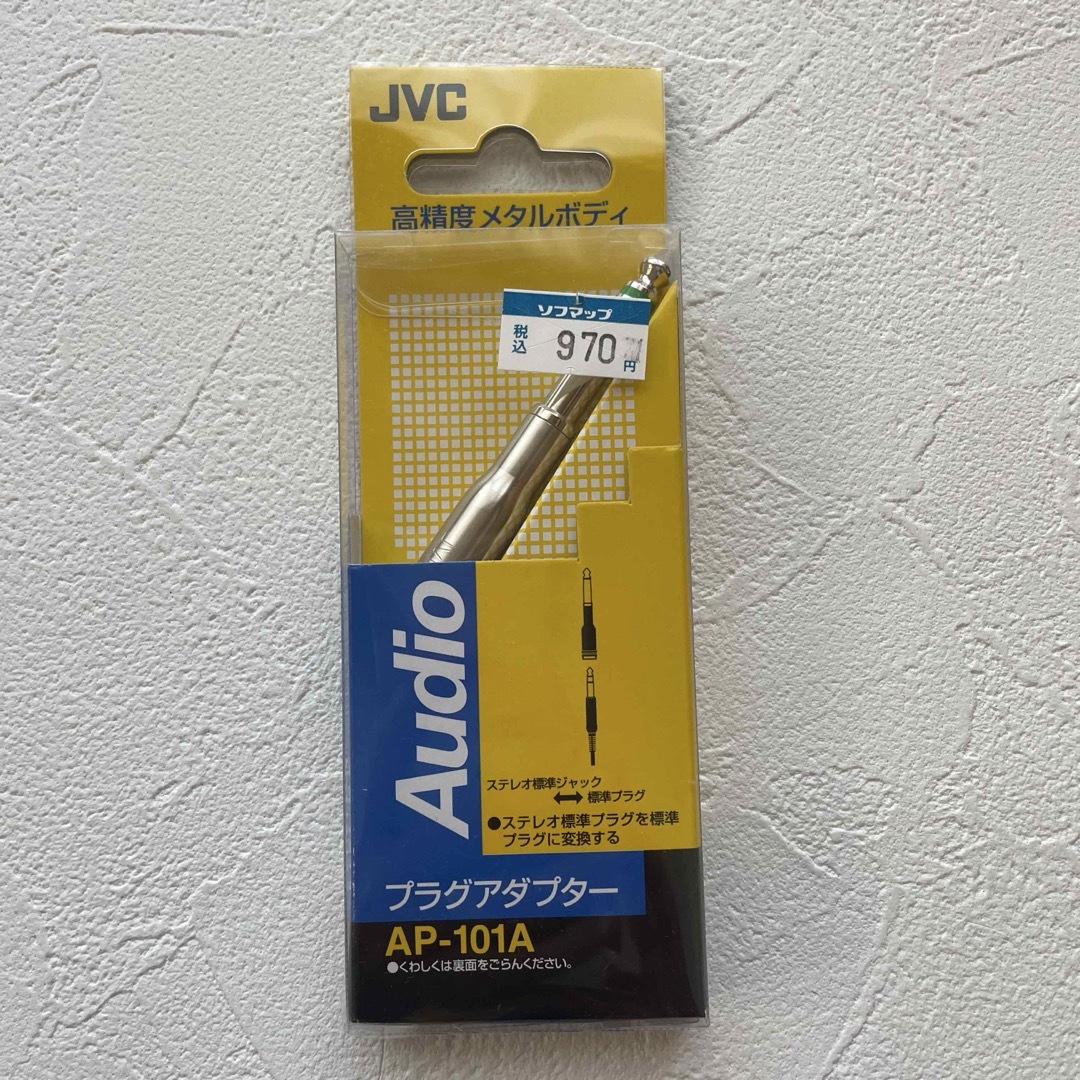 JVC
高精度メタルボディ
ソフマップ
税込
970
円
Audio
ステレオ標準ジャック
標準プラグ
●ステレオ標準プラグを標準
プラグに変換する
プラグアダプター
AP-101A
●くわしくは裏面をごらんください。